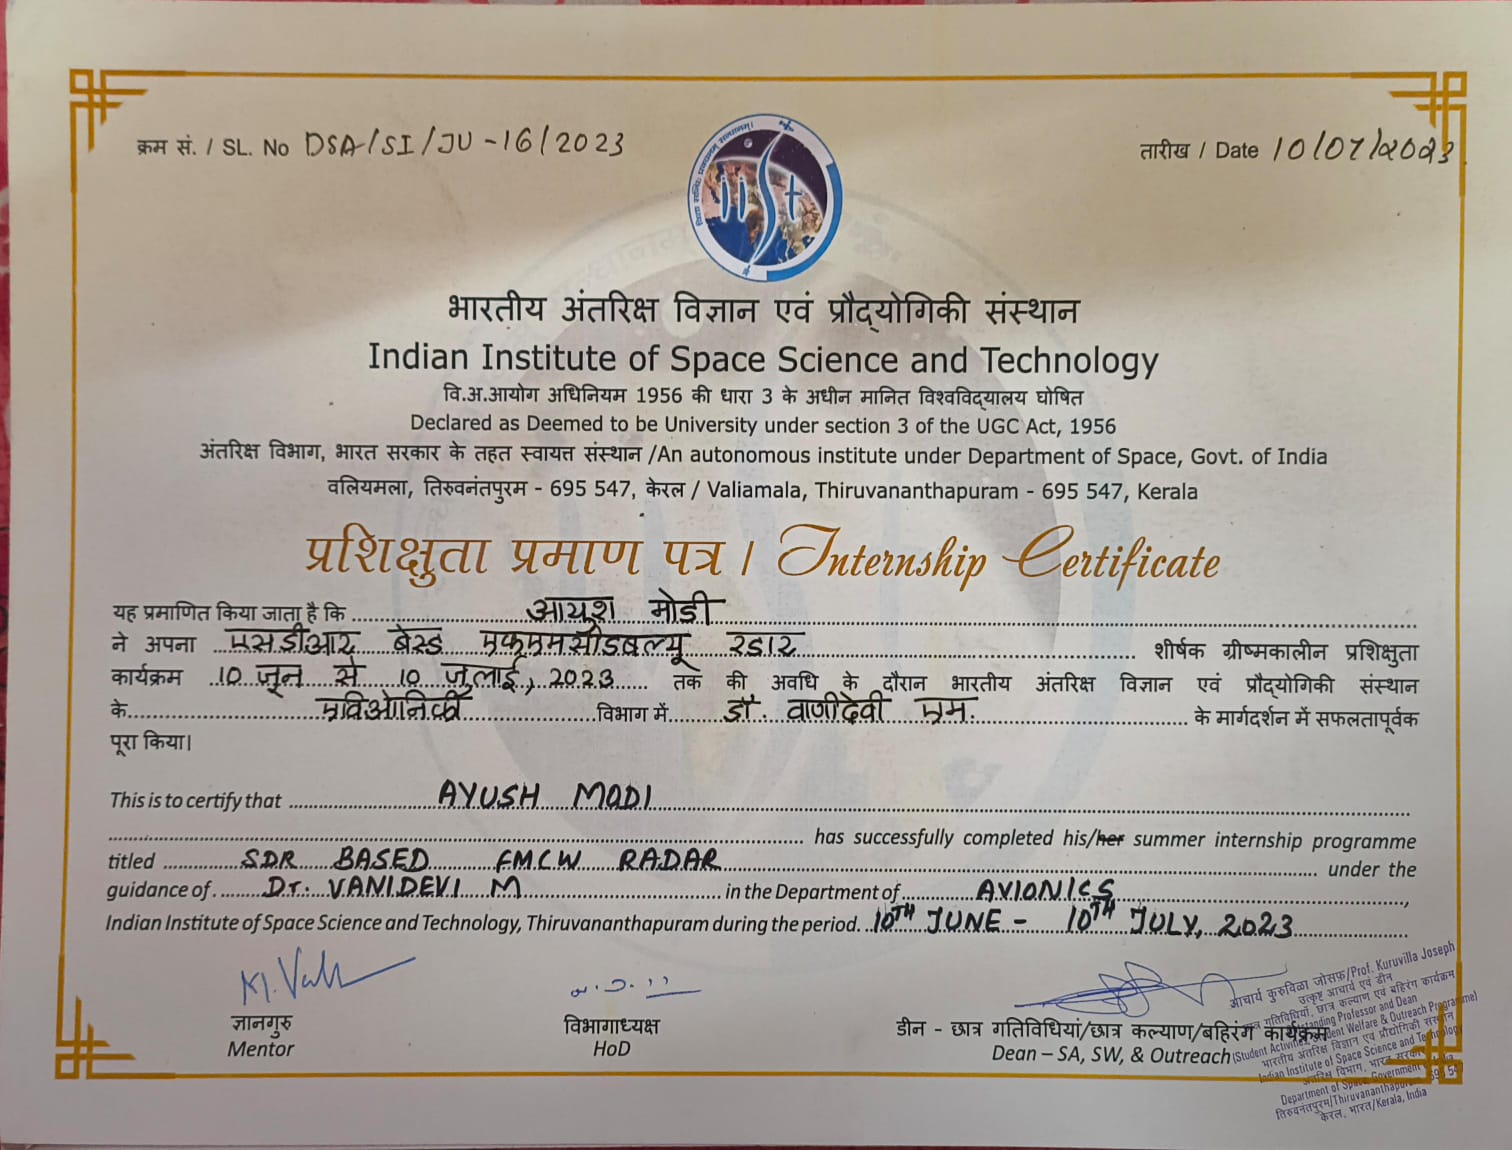 क्रम सं. / SL. No DSA/SI/JU-16/2023
तारीख / Date 10/07/2023
iist
भारतीय अंतरिक्ष विज्ञान एवं प्रौद्योगिकी संस्थान
Indian Institute of Space Science and Technology
वि.अ.आयोग अधिनियम 1956 की धारा 3 के अधीन मानित विश्वविद्यालय घोषित
Declared as Deemed to be University under section 3 of the UGC Act, 1956
अंतरिक्ष विभाग, भारत सरकार के तहत स्वायत्त संस्थान /An autonomous institute under Department of Space, Govt. of India
वलियमला, तिरुवनंतपुरम - 695 547, केरल / Valiamala, Thiruvananthapuram - 695 547, Kerala
प्रशिक्षुता प्रमाण पत्र / Internship Certificate
यह प्रमाणित किया जाता है कि आयुश मोडी
ने अपना एसडीआर बेस्ड एफएमसीडबल्यू रडार शीर्षक ग्रीष्मकालीन प्रशिक्षुता
कार्यक्रम 10 जून से 10 जुलाई, 2023 तक की अवधि के दौरान भारतीय अंतरिक्ष विज्ञान एवं प्रौद्योगिकी संस्थान
के एविओनिकी विभाग में डॉ. वाणीदेवी एम. के मार्गदर्शन में सफलतापूर्वक
पूरा किया।
This is to certify that AYUSH MODI
has successfully completed his/her summer internship programme
titled SDR BASED FMCW RADAR under the
guidance of Dr. VANIDEVI M in the Department of AVIONICS,
Indian Institute of Space Science and Technology, Thiruvananthapuram during the period. 10TH JUNE - 10TH JULY, 2023
ज्ञानगुरु
Mentor
विभागाध्यक्ष
HoD
डीन - छात्र गतिविधियां/छात्र कल्याण/बहिरंग कार्यक्रम
Dean – SA, SW, & Outreach
आचार्य कुरुविळा जोसफ/Prof. Kuruvilla Joseph
उत्कृष्ट आचार्य एवं डीन
गतिविधियां, छात्र कल्याण एवं बहिरंग कार्यक्रम
Professor and Dean
(Student Welfare & Outreach Programme)
भारतीय अंतरिक्ष विज्ञान एवं प्रौद्योगिकी संस्थान
Indian Institute of Space Science and Technology
अंतरिक्ष विभाग, भारत सरकार
Department of Space, Government
तिरुवनंतपुरम/Thiruvananthapuram
केरल, भारत/Kerala, India